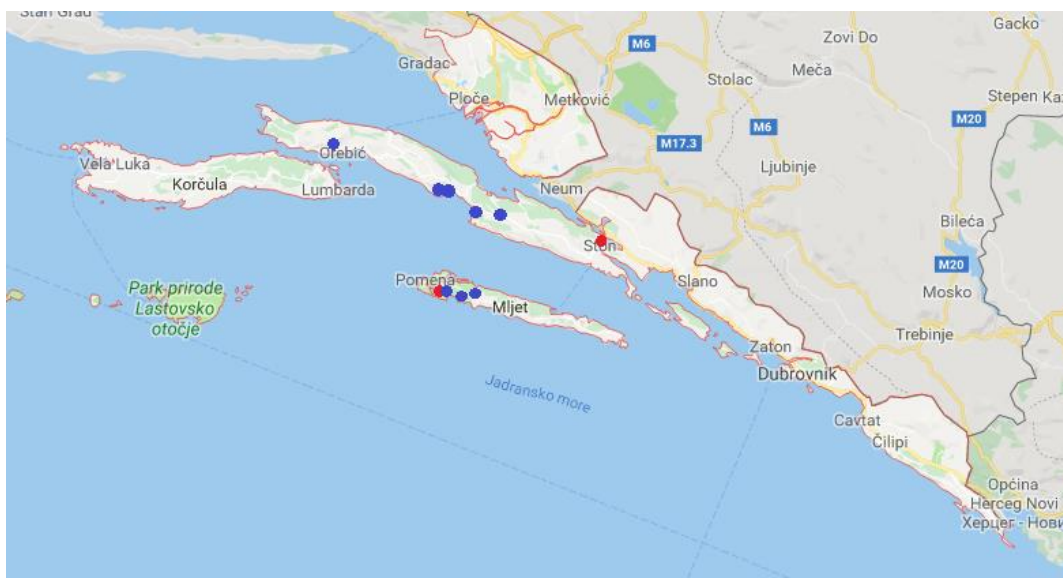 Stari Grad
Gradac
M6
Zovi Do
Gacko
Meča
Stolac
Ploče
Metković
Stepen Kaz
M6
M20
M17.3
Vela Luka
Orebić
Ljubinje
Korčula
Lumbarda
Neum
Bileća
Ston
M20
Pomena
Slano
Mosko
Park prirode
Lastovsko
otočje
Mljet
Trebinje
Zaton
Dubrovnik
Jadransko more
Cavtat
Čilipi
Općina
Herceg Novi
Херцег - Нови